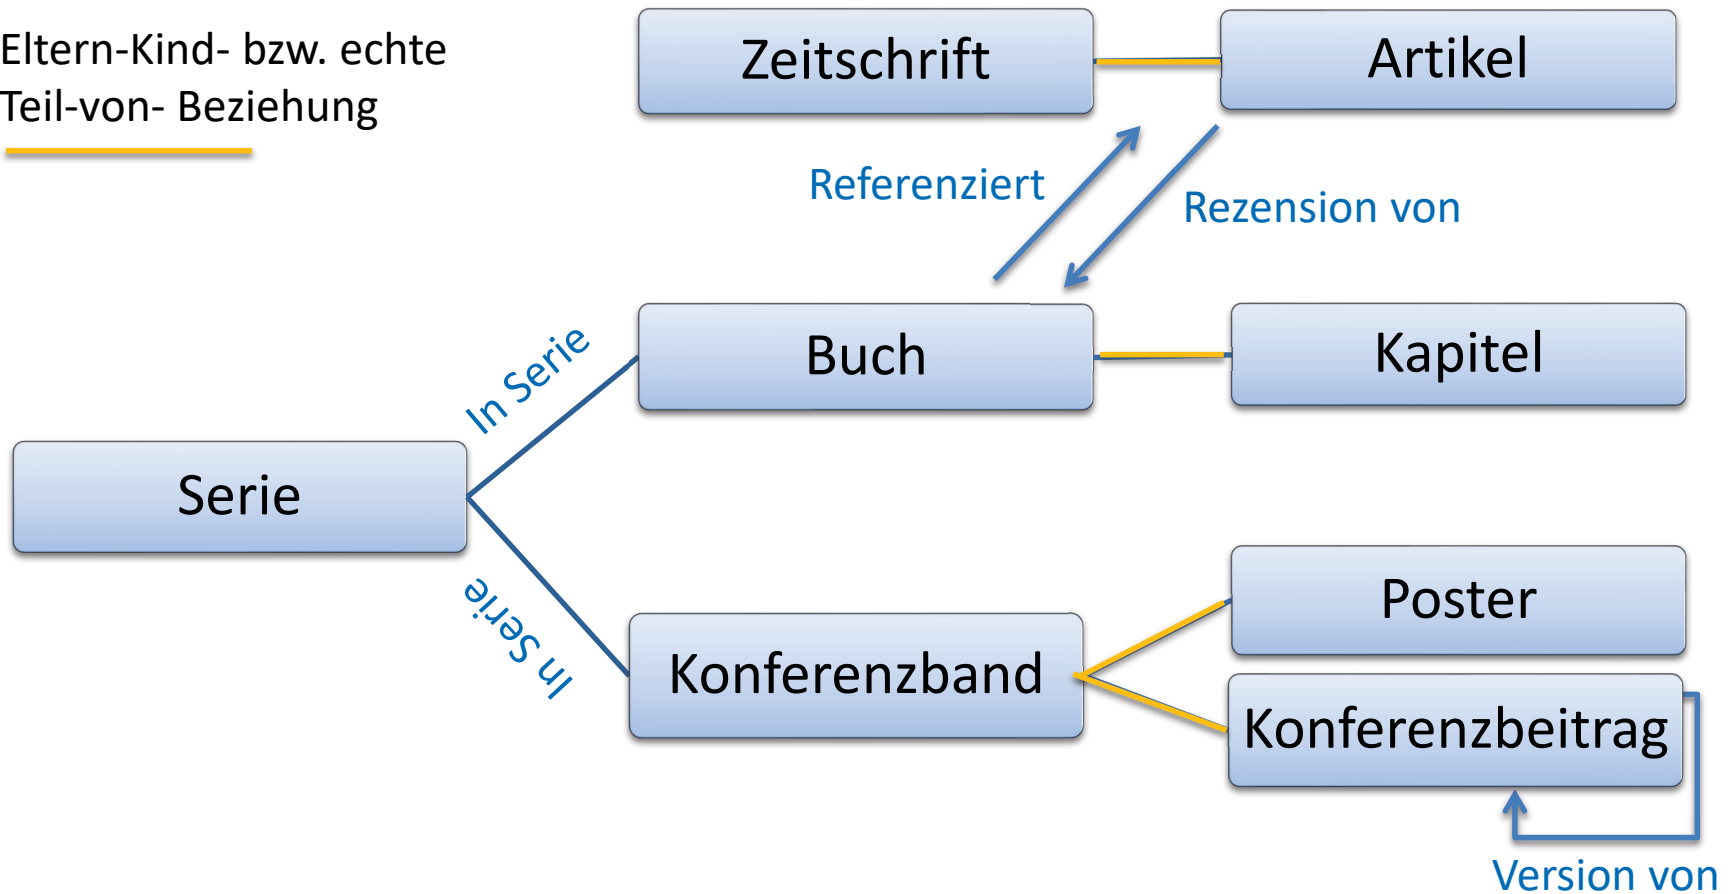 Eltern-Kind- bzw. echte
Teil-von- Beziehung
Zeitschrift
Artikel
Referenziert
Rezension von
In Serie
Buch
Kapitel
Serie
In Serie
Konferenzband
Poster
Konferenzbeitrag
Version von